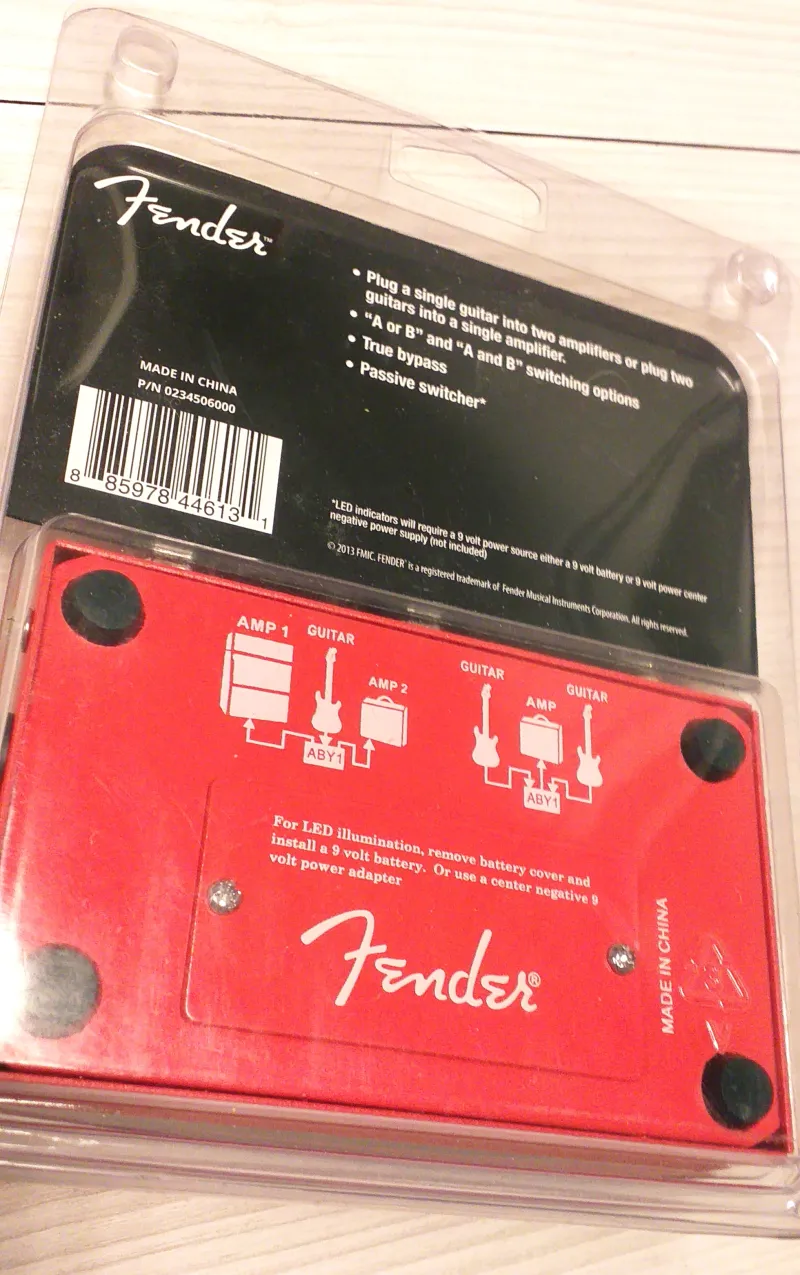 Fender™
• Plug a single guitar into two amplifiers or plug two
guitars into a single amplifier.
• “A or B” and “A and B” switching options
• True bypass
• Passive switcher*
MADE IN CHINA
P/N 0234506000
8 85978 44613 1
*LED indicators will require a 9 volt power source either a 9 volt battery or 9 volt power center
negative power supply (not included)
© 2013 FMIC. FENDER® is a registered trademark of Fender Musical Instruments Corporation. All rights reserved.
AMP 1
GUITAR
AMP 2
ABY1
GUITAR
AMP
GUITAR
ABY1
For LED illumination, remove battery cover and
install a 9 volt battery. Or use a center negative 9
volt power adapter
Fender®
MADE IN CHINA